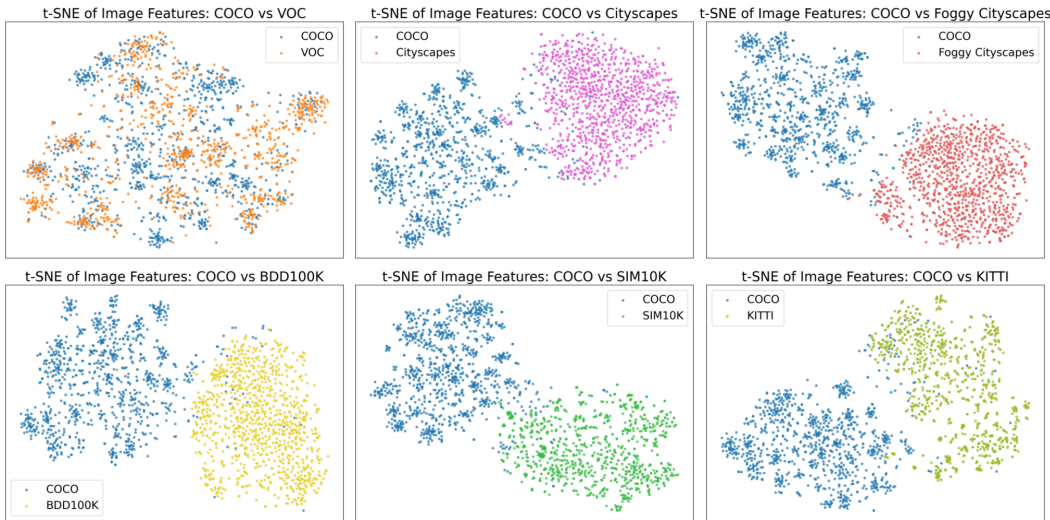 t-SNE of Image Features: COCO vs VOC
COCO
VOC
t-SNE of Image Features: COCO vs Cityscapes
COCO
Cityscapes
t-SNE of Image Features: COCO vs Foggy Cityscapes
COCO
Foggy Cityscapes
t-SNE of Image Features: COCO vs BDD100K
COCO
BDD100K
t-SNE of Image Features: COCO vs SIM10K
COCO
SIM10K
t-SNE of Image Features: COCO vs KITTI
COCO
KITTI